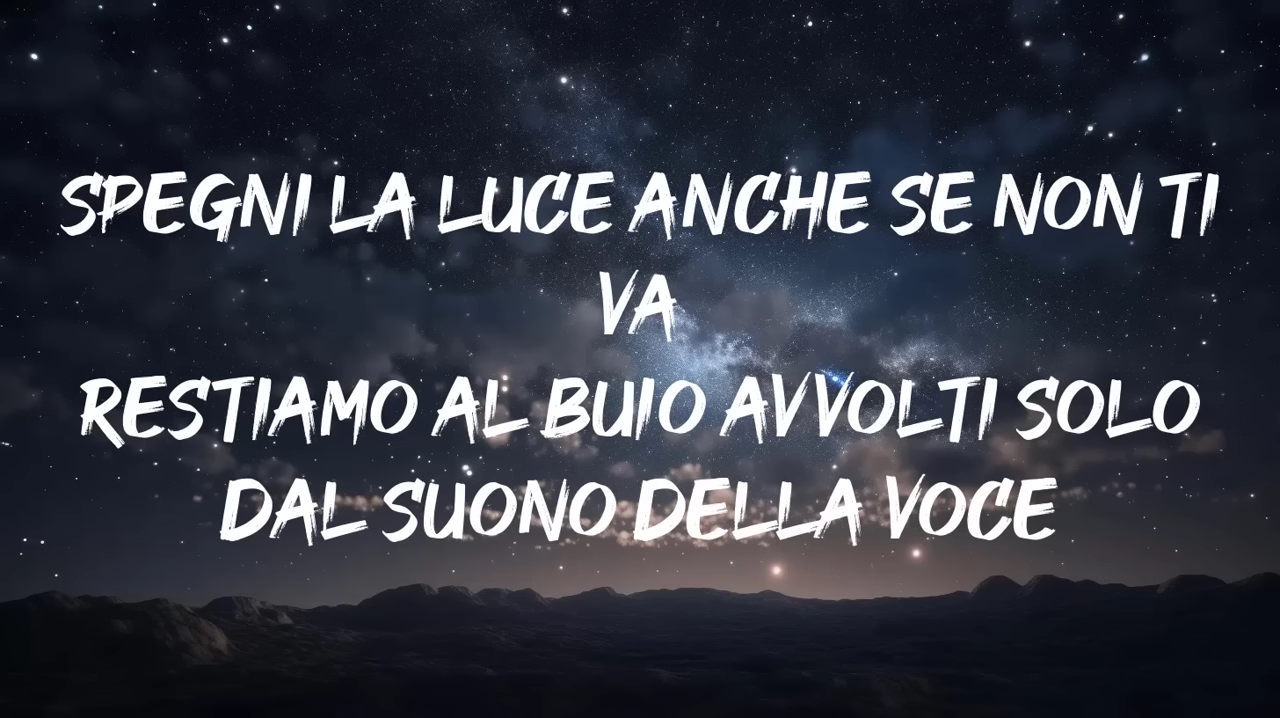 SPEGNI LA LUCE ANCHE SE NON TI
VA
RESTIAMO AL BUIO AVVOLTI SOLO
DAL SUONO DELLA VOCE